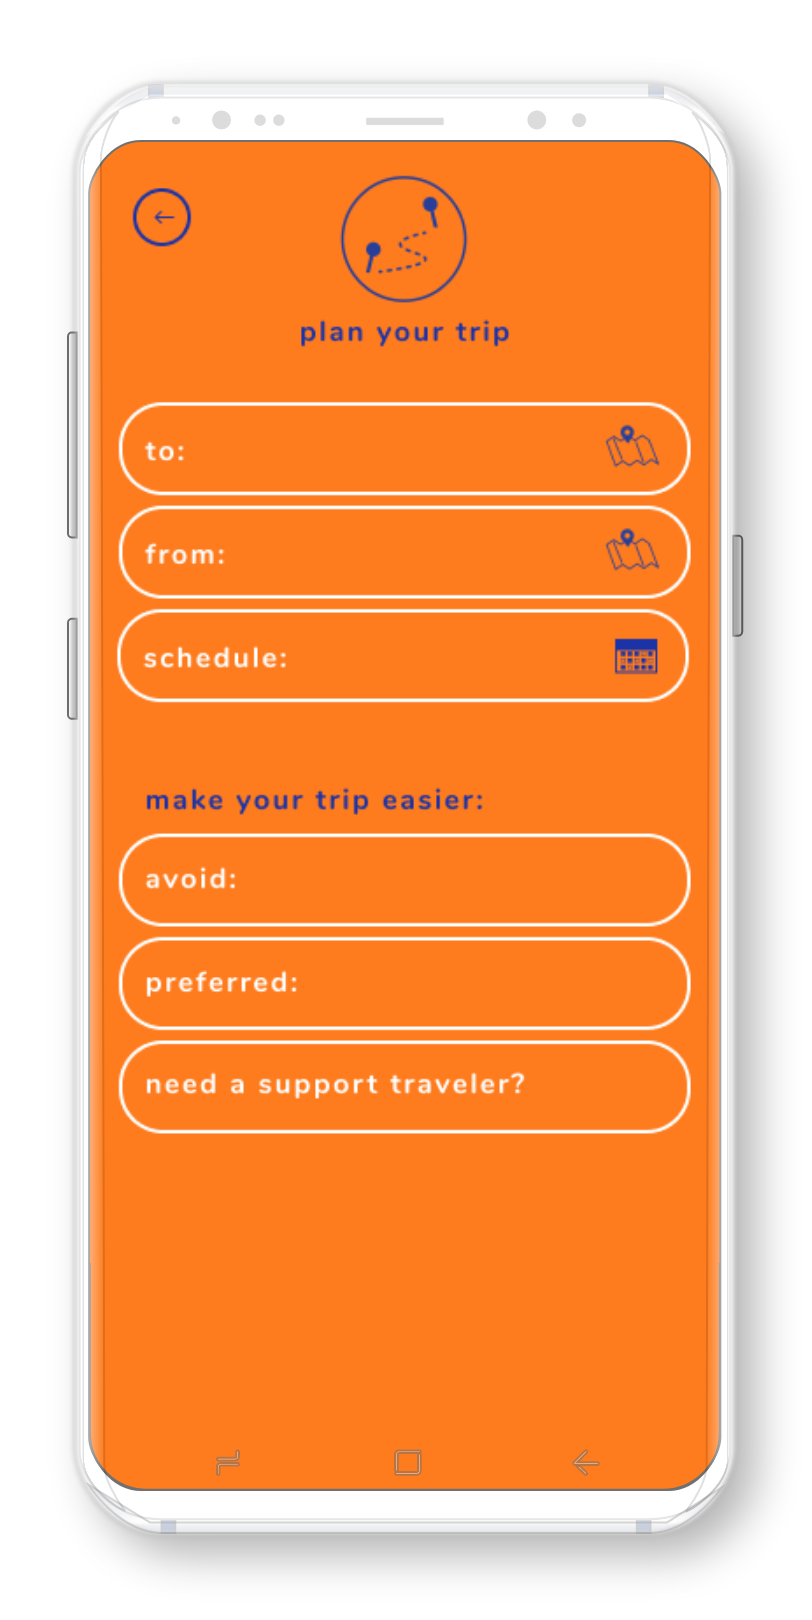 plan your trip
to:
from:
schedule:
make your trip easier:
avoid:
preferred:
need a support traveler?